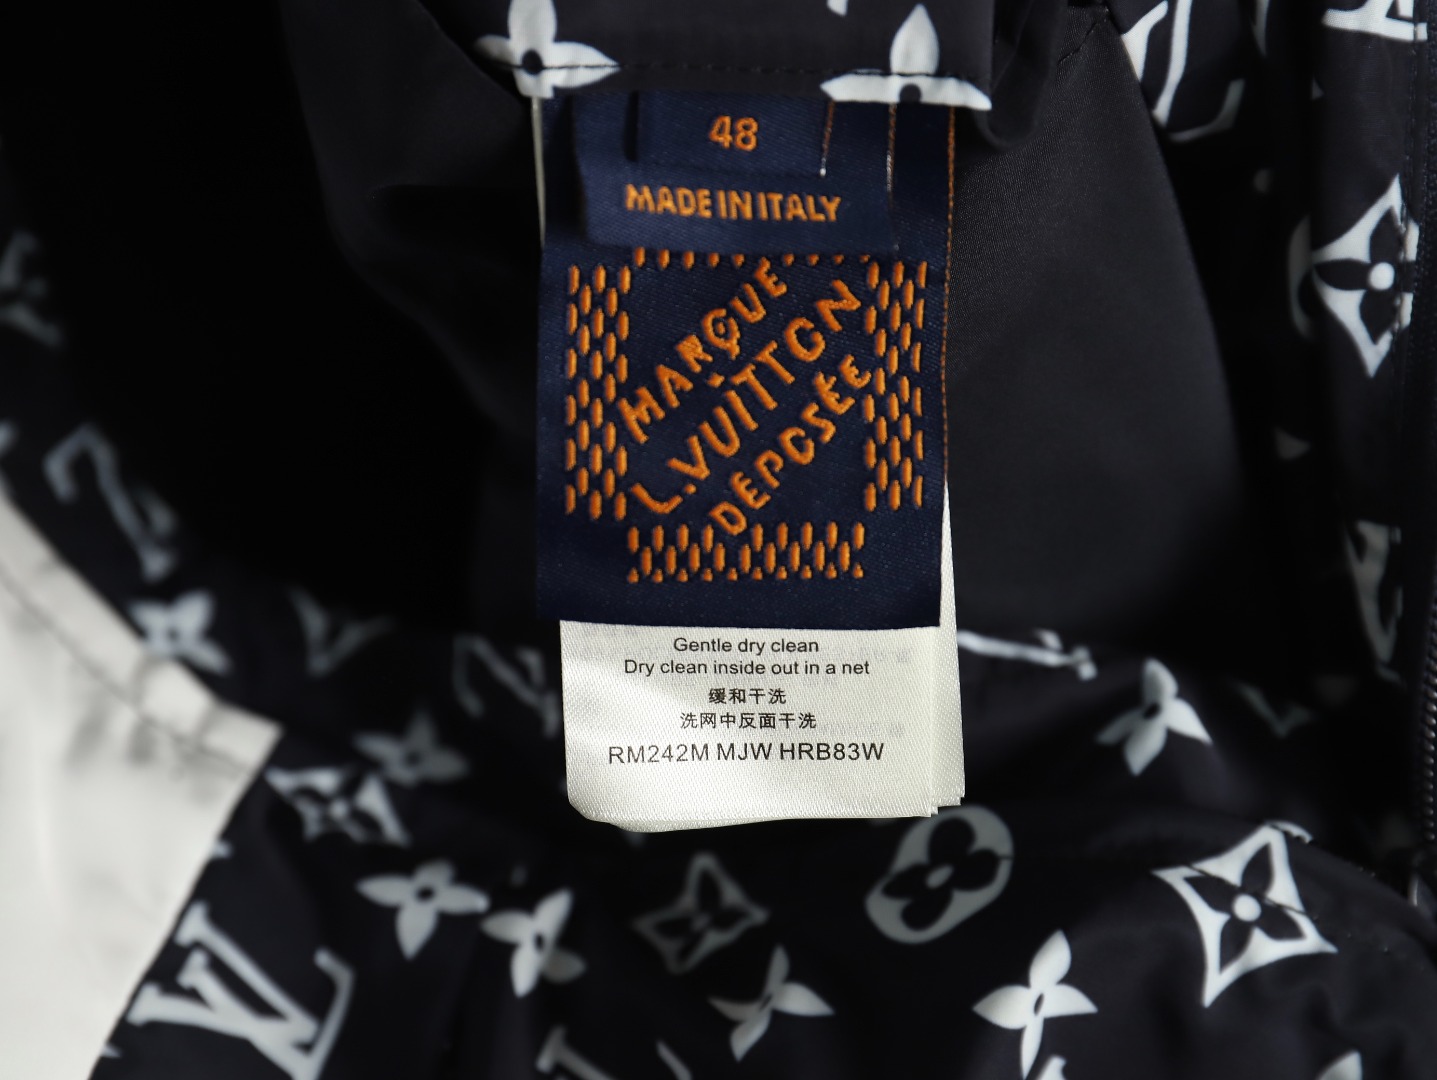 48
MADE IN ITALY
MARQUE
L.VUITTON
DÉPOSÉE
Gentle dry clean
Dry clean inside out in a net
缓和干洗
洗网中反面干洗
RM242M MJW HRB83W